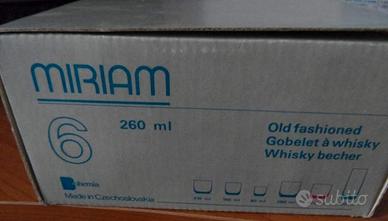 MIRIAM
6
260 ml
Old fashioned
Gobelet à whisky
Whisky becher
Bohemia
Made in Czechoslovakia
subito